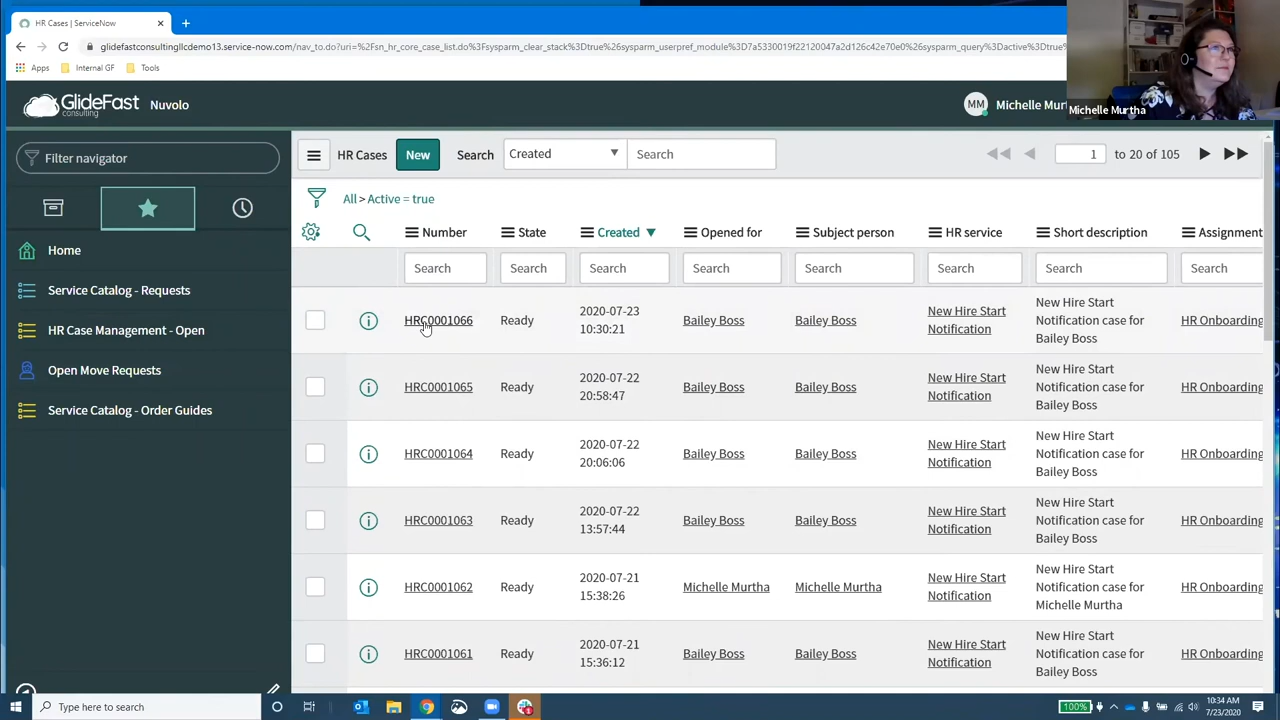 HR Cases | ServiceNow
glidefastconsultingllcdemo13.service-now.com/nav_to.do?uri=%2Fsn_hr_core_case_list.do%3Fsysparm_clear_stack%3Dtrue%26sysparm_userpref_module%3D7a5330019f22120047a2d126c42e70e0%26sysparm_query%3Dactive%3Dtrue%
Apps
Internal GF
Tools
GlideFast
consulting
Nuvolo
MM
Michelle Murt
Michelle Murtha
Filter navigator
HR Cases
New
Search
Created
Search
1
to 20 of 105
All > Active = true
Home
Service Catalog - Requests
HR Case Management - Open
Open Move Requests
Service Catalog - Order Guides
Number
State
Created
Opened for
Subject person
HR service
Short description
Assignment
Search
Search
Search
Search
Search
Search
Search
Search
HRC0001066
Ready
2020-07-23
10:30:21
Bailey Boss
Bailey Boss
New Hire Start
Notification
New Hire Start
Notification case for
Bailey Boss
HR Onboarding
HRC0001065
Ready
2020-07-22
20:58:47
Bailey Boss
Bailey Boss
New Hire Start
Notification
New Hire Start
Notification case for
Bailey Boss
HR Onboarding
HRC0001064
Ready
2020-07-22
20:06:06
Bailey Boss
Bailey Boss
New Hire Start
Notification
New Hire Start
Notification case for
Bailey Boss
HR Onboarding
HRC0001063
Ready
2020-07-22
13:57:44
Bailey Boss
Bailey Boss
New Hire Start
Notification
New Hire Start
Notification case for
Bailey Boss
HR Onboarding
HRC0001062
Ready
2020-07-21
15:38:26
Michelle Murtha
Michelle Murtha
New Hire Start
Notification
New Hire Start
Notification case for
Michelle Murtha
HR Onboarding
HRC0001061
Ready
2020-07-21
15:36:12
Bailey Boss
Bailey Boss
New Hire Start
Notification
New Hire Start
Notification case for
Bailey Boss
HR Onboarding
Type here to search
100%
10:34 AM
7/23/2020